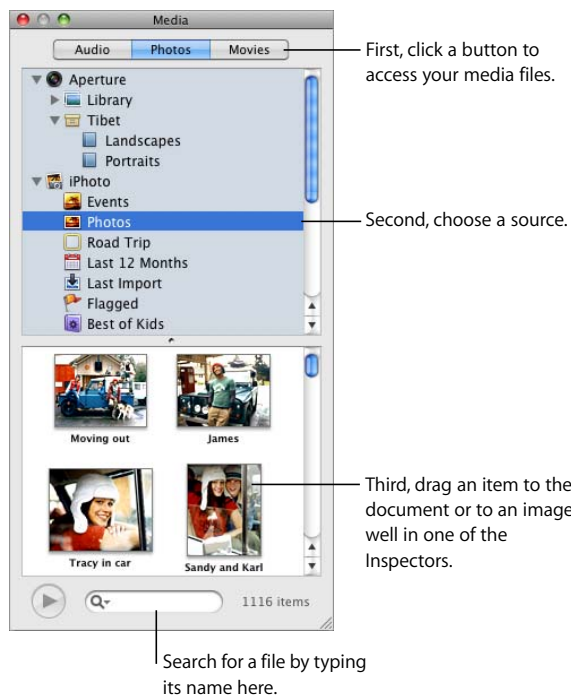 Media
Audio Photos Movies
First, click a button to
access your media files.
Aperture
Library
Tibet
Landscapes
Portraits
iPhoto
Events
Photos
Second, choose a source.
Road Trip
Last 12 Months
Last Import
Flagged
Best of Kids
Moving out
James
Third, drag an item to the
document or to an image
well in one of the
Inspectors.
Tracy in car
Sandy and Karl
1116 items
Search for a file by typing
its name here.